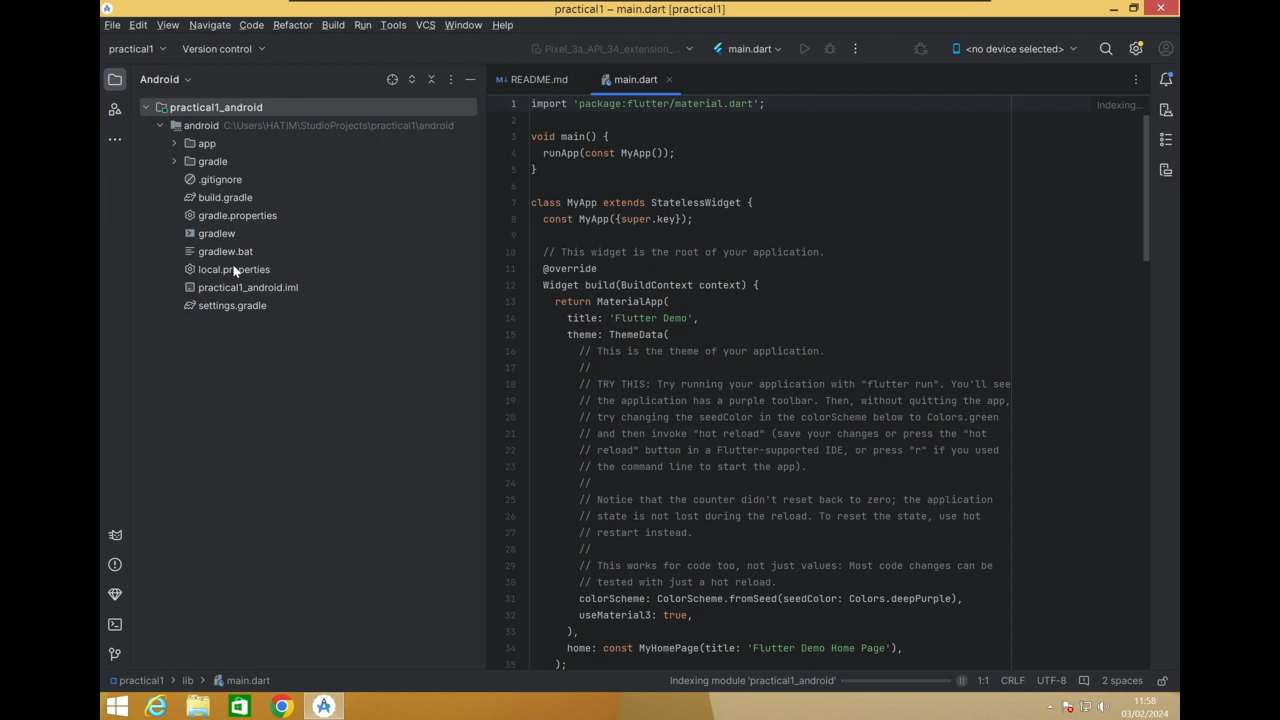 practical1 – main.dart [practical1]
File Edit View Navigate Code Refactor Build Run Tools VCS Window Help
practical1 Version control Pixel_3a_API_34_extension_... main.dart <no device selected>
Android
practical1_android
android C:\Users\HATIM\StudioProjects\practical1\android
app
gradle
.gitignore
build.gradle
gradle.properties
gradlew
gradlew.bat
local.properties
practical1_android.iml
settings.gradle
README.md main.dart
Indexing...
1 import 'package:flutter/material.dart';
2
3 void main() {
4 runApp(const MyApp());
5 }
6
7 class MyApp extends StatelessWidget {
8 const MyApp({super.key});
9
10 // This widget is the root of your application.
11 @override
12 Widget build(BuildContext context) {
13 return MaterialApp(
14 title: 'Flutter Demo',
15 theme: ThemeData(
16 // This is the theme of your application.
17 //
18 // TRY THIS: Try running your application with "flutter run". You'll see
19 // the application has a purple toolbar. Then, without quitting the app,
20 // try changing the seedColor in the colorScheme below to Colors.green
21 // and then invoke "hot reload" (save your changes or press the "hot
22 // reload" button in a Flutter-supported IDE, or press "r" if you used
23 // the command line to start the app).
24 //
25 // Notice that the counter didn't reset back to zero; the application
26 // state is not lost during the reload. To reset the state, use hot
27 // restart instead.
28 //
29 // This works for code too, not just values: Most code changes can be
30 // tested with just a hot reload.
31 colorScheme: ColorScheme.fromSeed(seedColor: Colors.deepPurple),
32 useMaterial3: true,
33 ),
34 home: const MyHomePage(title: 'Flutter Demo Home Page'),
35 );
practical1 > lib > main.dart Indexing module 'practical1_android' 1:1 CRLF UTF-8 2 spaces
11:58
03/02/2024